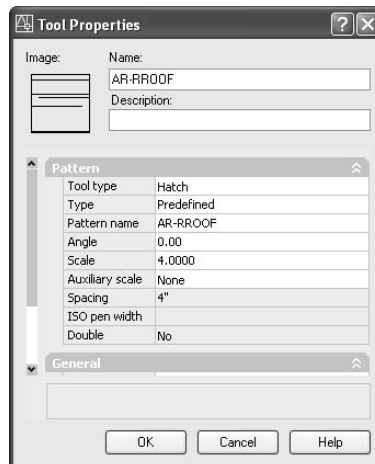 Tool Properties
Image:
Name:
AR-RROOF
Description:
Pattern
Tool type Hatch
Type Predefined
Pattern name AR-RROOF
Angle 0.00
Scale 4.0000
Auxiliary scale None
Spacing 4"
ISO pen width
Double No
General
OK Cancel Help